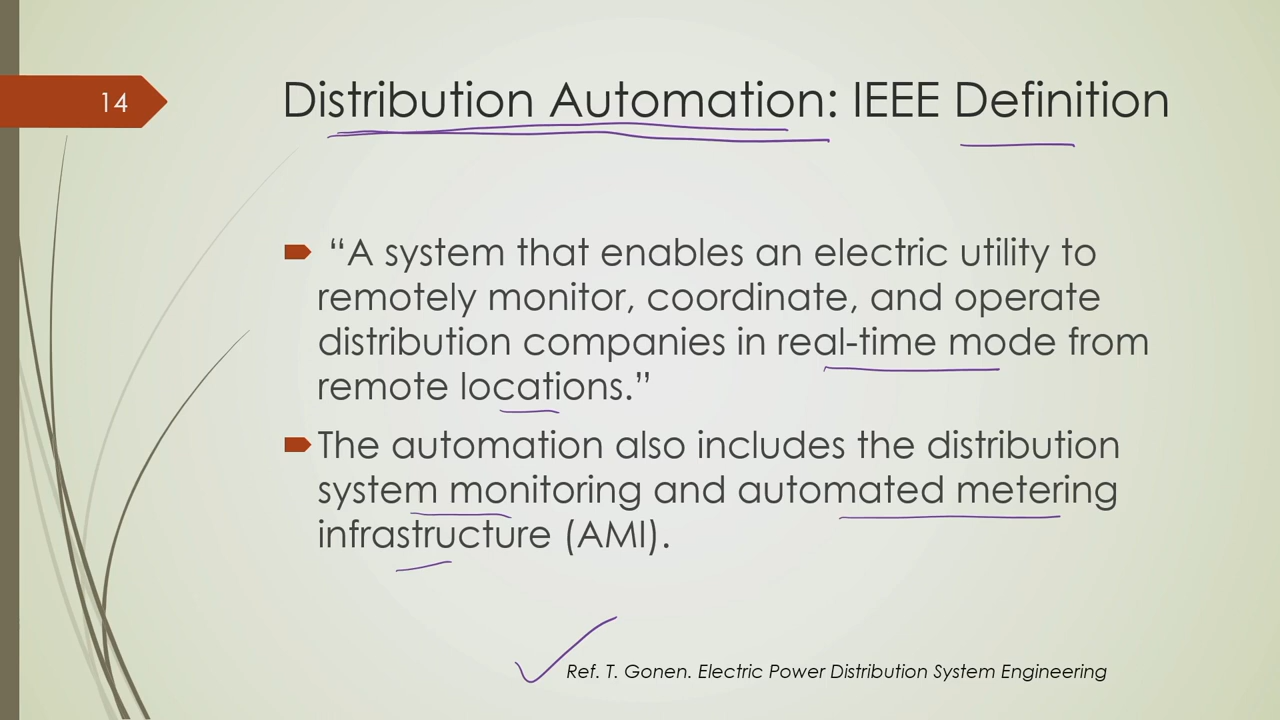 14
Distribution Automation: IEEE Definition
“A system that enables an electric utility to
remotely monitor, coordinate, and operate
distribution companies in real-time mode from
remote locations.”
The automation also includes the distribution
system monitoring and automated metering
infrastructure (AMI).
Ref. T. Gonen. Electric Power Distribution System Engineering